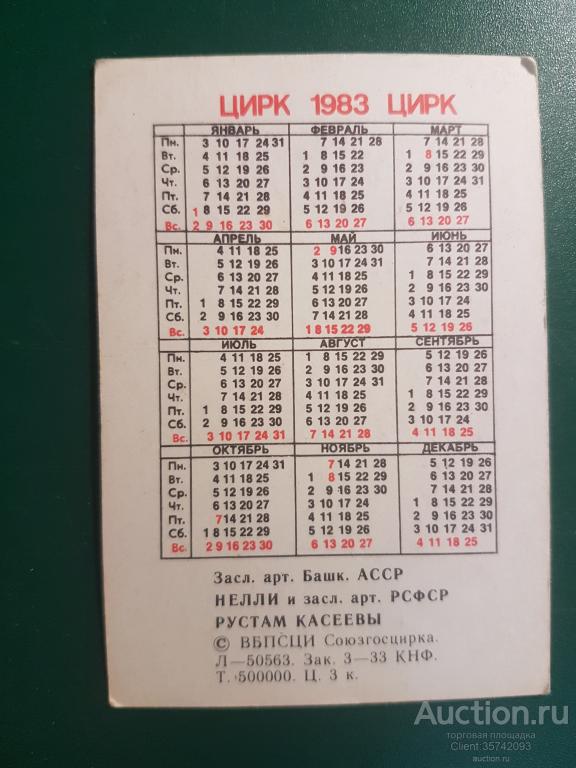 ЦИРК 1983 ЦИРК
ЯНВАРЬ ФЕВРАЛЬ МАРТ
Пн. 3 10 17 24 31 7 14 21 28 7 14 21 28
Вт. 4 11 18 25 1 8 15 22 1 8 15 22 29
Ср. 5 12 19 26 2 9 16 23 2 9 16 23 30
Чт. 6 13 20 27 3 10 17 24 3 10 17 24 31
Пт. 7 14 21 28 4 11 18 25 4 11 18 25
Сб. 1 8 15 22 29 5 12 19 26 5 12 19 26
Вс. 2 9 16 23 30 6 13 20 27 6 13 20 27
АПРЕЛЬ МАЙ ИЮНЬ
Пн. 4 11 18 25 2 9 16 23 30 6 13 20 27
Вт. 5 12 19 26 3 10 17 24 31 7 14 21 28
Ср. 6 13 20 27 4 11 18 25 1 8 15 22 29
Чт. 7 14 21 28 5 12 19 26 2 9 16 23 30
Пт. 1 8 15 22 29 6 13 20 27 3 10 17 24
Сб. 2 9 16 23 30 7 14 21 28 4 11 18 25
Вс. 3 10 17 24 1 8 15 22 29 5 12 19 26
ИЮЛЬ АВГУСТ СЕНТЯБРЬ
Пн. 4 11 18 25 1 8 15 22 29 5 12 19 26
Вт. 5 12 19 26 2 9 16 23 30 6 13 20 27
Ср. 6 13 20 27 3 10 17 24 31 7 14 21 28
Чт. 7 14 21 28 4 11 18 25 1 8 15 22 29
Пт. 1 8 15 22 29 5 12 19 26 2 9 16 23 30
Сб. 2 9 16 23 30 6 13 20 27 3 10 17 24
Вс. 3 10 17 24 31 7 14 21 28 4 11 18 25
ОКТЯБРЬ НОЯБРЬ ДЕКАБРЬ
Пн. 3 10 17 24 31 7 14 21 28 5 12 19 26
Вт. 4 11 18 25 1 8 15 22 29 6 13 20 27
Ср. 5 12 19 26 2 9 16 23 30 7 14 21 28
Чт. 6 13 20 27 3 10 17 24 1 8 15 22 29
Пт. 7 14 21 28 4 11 18 25 2 9 16 23 30
Сб. 1 8 15 22 29 5 12 19 26 3 10 17 24 31
Вс. 2 9 16 23 30 6 13 20 27 4 11 18 25
Засл. арт. Башк. АССР
НЕЛЛИ и засл. арт. РСФСР
РУСТАМ КАСЕЕВЫ
© ВБПСЦИ Союзгосцирка.
Л—50563. Зак. 3—33 КНФ.
Т. 500000. Ц. 3 к.
Auction.ru
торговая площадка
Client 35742093
auction.ru